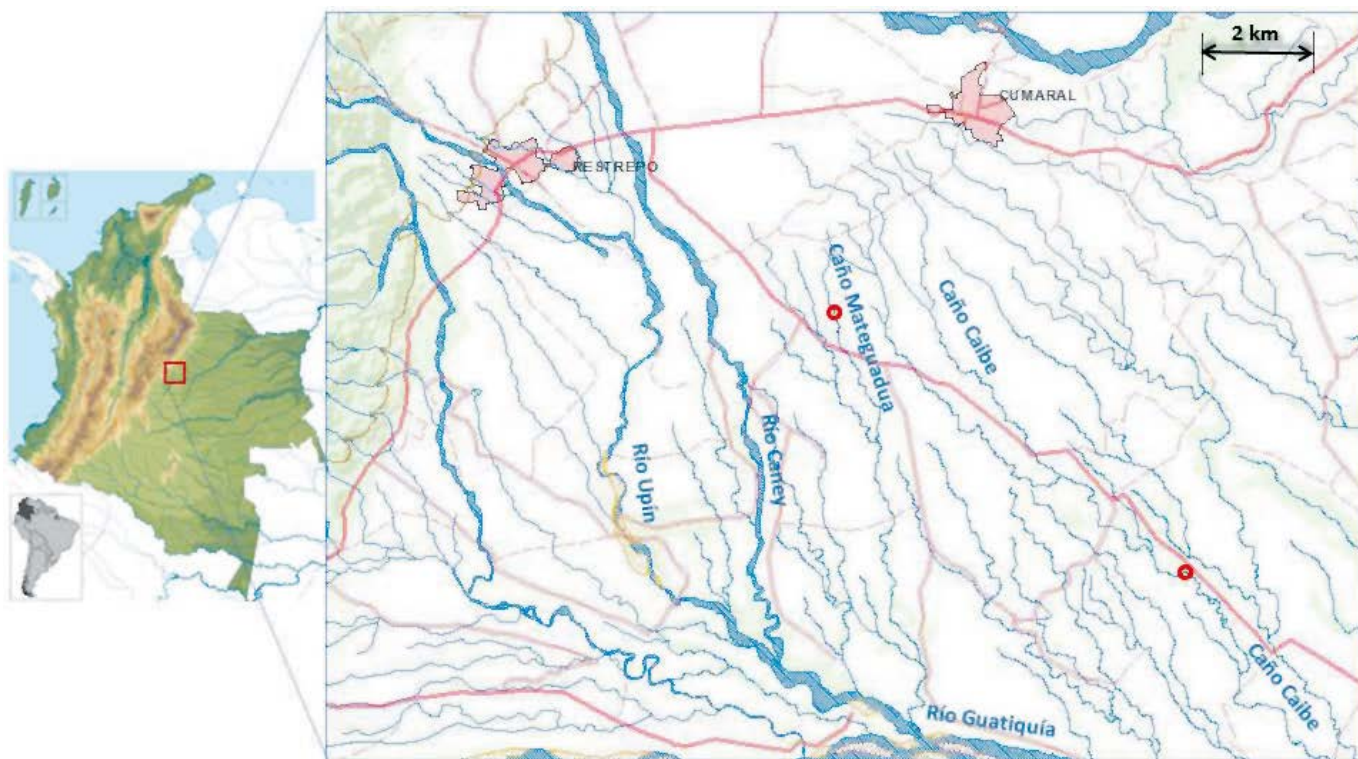 2 km
CUMARAL
RESTREPO
Caño Mateguadua
Caño Caibe
Río Caney
Río Upín
Caño Caibe
Río Guatiquía